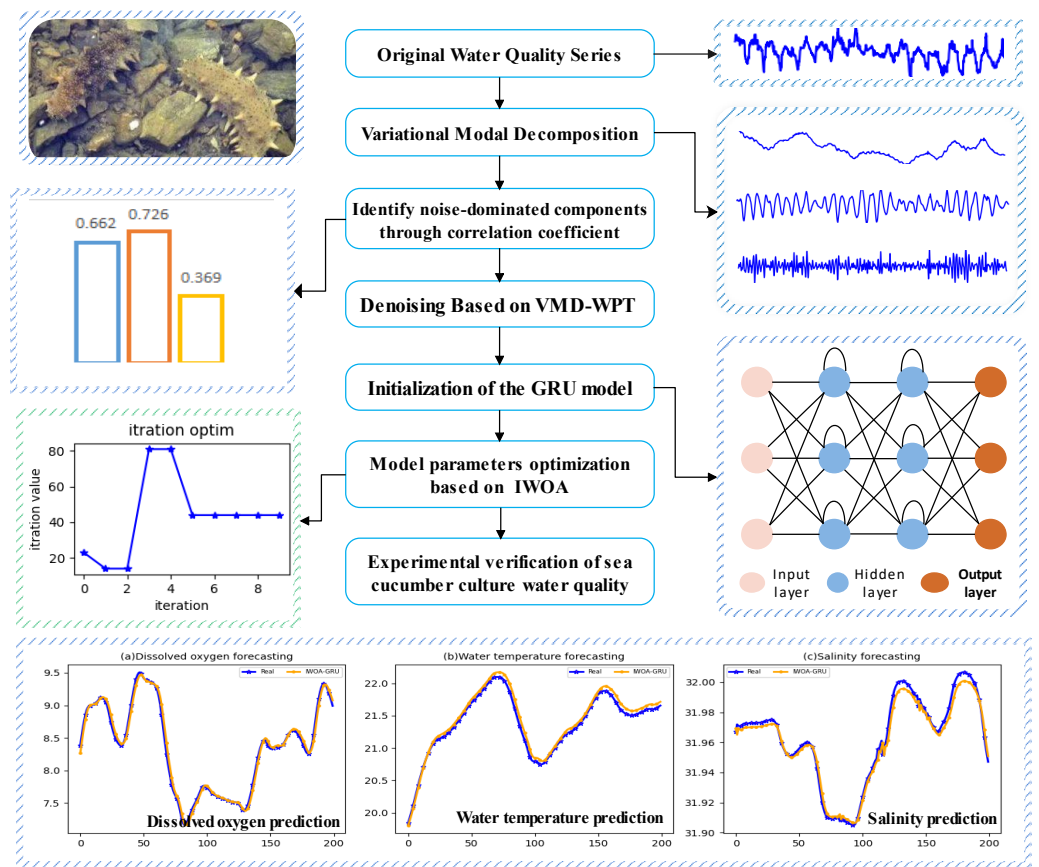 Original Water Quality Series
Variational Modal Decomposition
Identify noise-dominated components
through correlation coefficient
0.662
0.726
0.369
Denoising Based on VMD-WPT
Initialization of the GRU model
Model parameters optimization
based on IWOA
Experimental verification of sea
cucumber culture water quality
itration optim
itration value
80
60
40
20
0
2
4
6
8
iteration
Input
layer
Hidden
layer
Output
layer
(a)Dissolved oxygen forecasting
Real
IWOA-GRU
9.5
9.0
8.5
8.0
7.5
0
50
100
150
200
Dissolved oxygen prediction
(b)Water temperature forecasting
Real
IWOA-GRU
22.0
21.5
21.0
20.5
20.0
0
50
100
150
200
Water temperature prediction
(c)Salinity forecasting
Real
IWOA-GRU
32.00
31.98
31.96
31.94
31.92
31.90
0
50
100
150
200
Salinity prediction